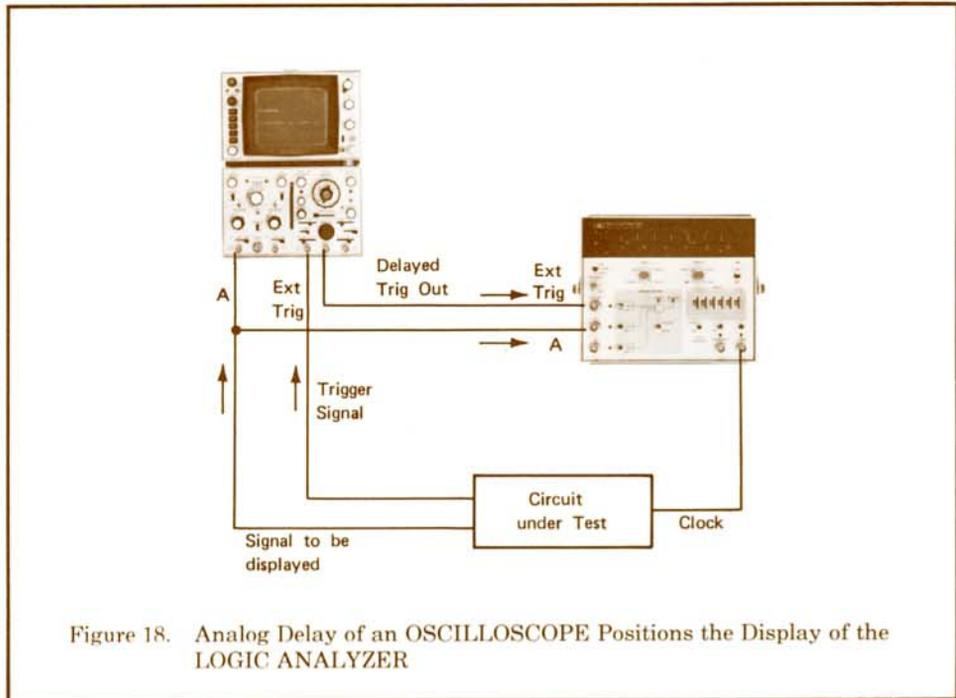 Delayed
Trig Out
Ext
Trig
A
Ext
Trig
A
Trigger
Signal
Circuit
under Test
Clock
Signal to be
displayed
Figure 18. Analog Delay of an OSCILLOSCOPE Positions the Display of the
LOGIC ANALYZER